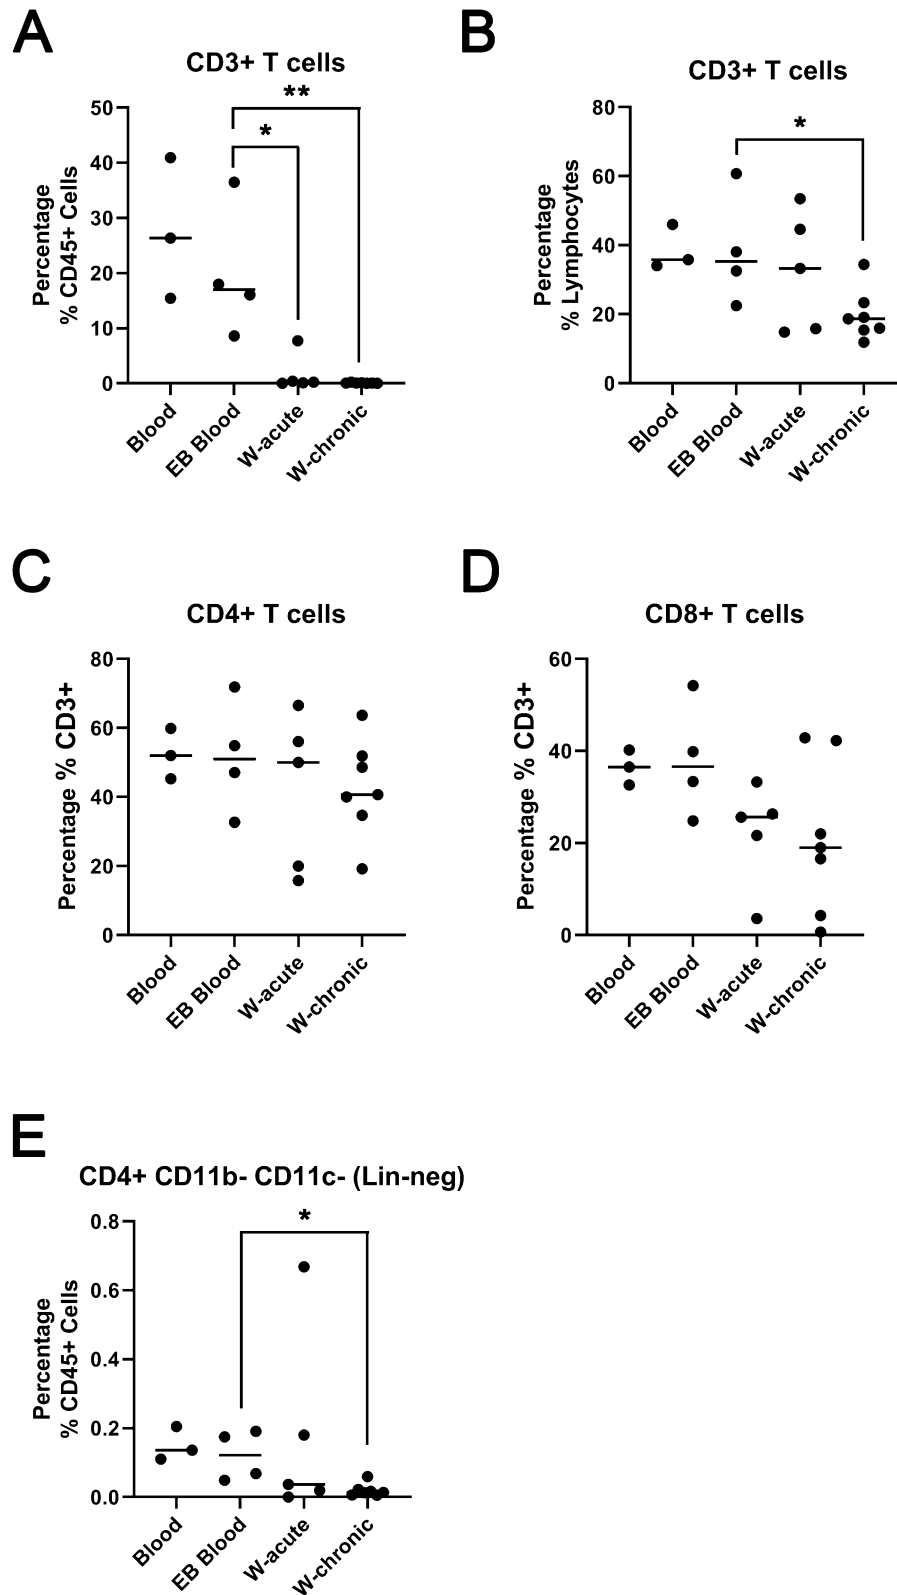 A
CD3+ T cells
Percentage
% CD45+ Cells
50
40
30
20
10
0
**
*
Blood
EB Blood
W-acute
W-chronic
B
CD3+ T cells
Percentage
% Lymphocytes
80
60
40
20
0
*
Blood
EB Blood
W-acute
W-chronic
C
CD4+ T cells
Percentage % CD3+
80
60
40
20
0
Blood
EB Blood
W-acute
W-chronic
D
CD8+ T cells
Percentage % CD3+
60
40
20
0
Blood
EB Blood
W-acute
W-chronic
E
CD4+ CD11b- CD11c- (Lin-neg)
Percentage
% CD45+ Cells
0.8
0.6
0.4
0.2
0.0
*
Blood
EB Blood
W-acute
W-chronic